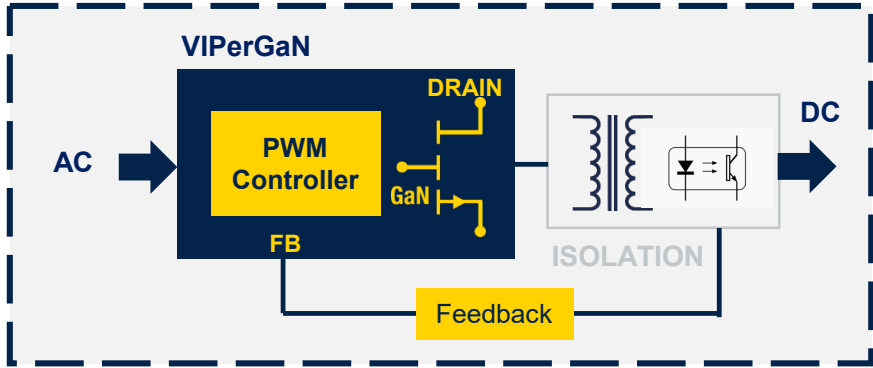 VIPerGaN
DRAIN
DC
PWM
Controller
AC
GaN
FB
ISOLATION
Feedback